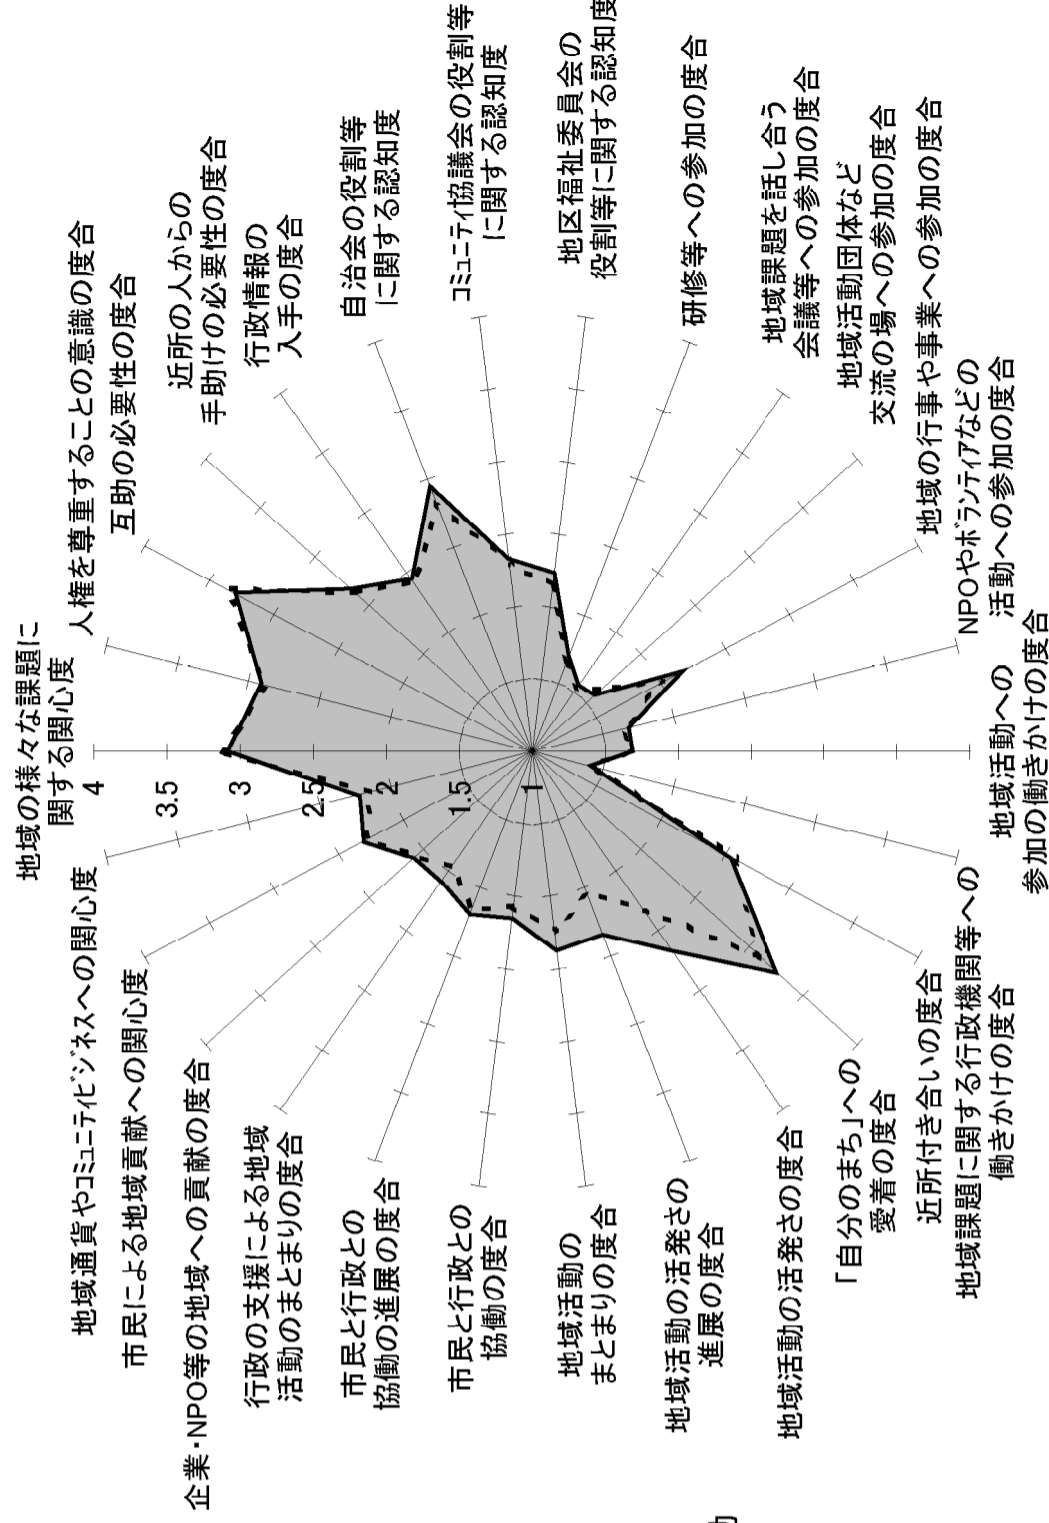 地域の様々な課題に
関する関心度
人権を尊重することの意識の度合
互助の必要性の度合
近所の人からの
手助けの必要性の度合
行政情報の
入手の度合
自治会の役割等
に関する認知度
コミュニティ協議会の役割等
に関する認知度
地区福祉委員会の
役割等に関する認知度
研修等への参加の度合
地域課題を話し合う
会議等への参加の度合
地域活動団体など
交流の場への参加の度合
地域の行事や事業への参加の度合
NPOやボランティアなどの
活動への参加の度合
地域活動への
参加の働きかけの度合
地域課題に関する行政機関等への
働きかけの度合
近所付き合いの度合
「自分のまち」への
愛着の度合
地域活動の活発さの度合
地域活動の活発さの
進展の度合
地域活動の
まとまりの度合
市民と行政との
協働の度合
市民と行政との
協働の進展の度合
行政の支援による地域
活動のまとまりの度合
企業・NPO等の地域への貢献の度合
市民による地域貢献への関心度
地域通貨やコミュニティビジネスへの関心度
4
3.5
3
2.5
2
1.5
1